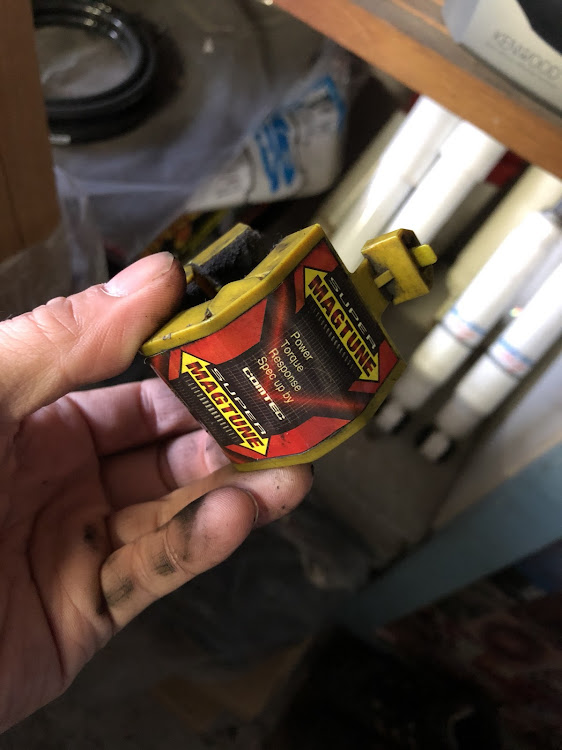 KENWOOD
SUPER
MAGTUNE
Power
Torque
Response
Spec up by
COMTEC
SUPER
MAGTUNE